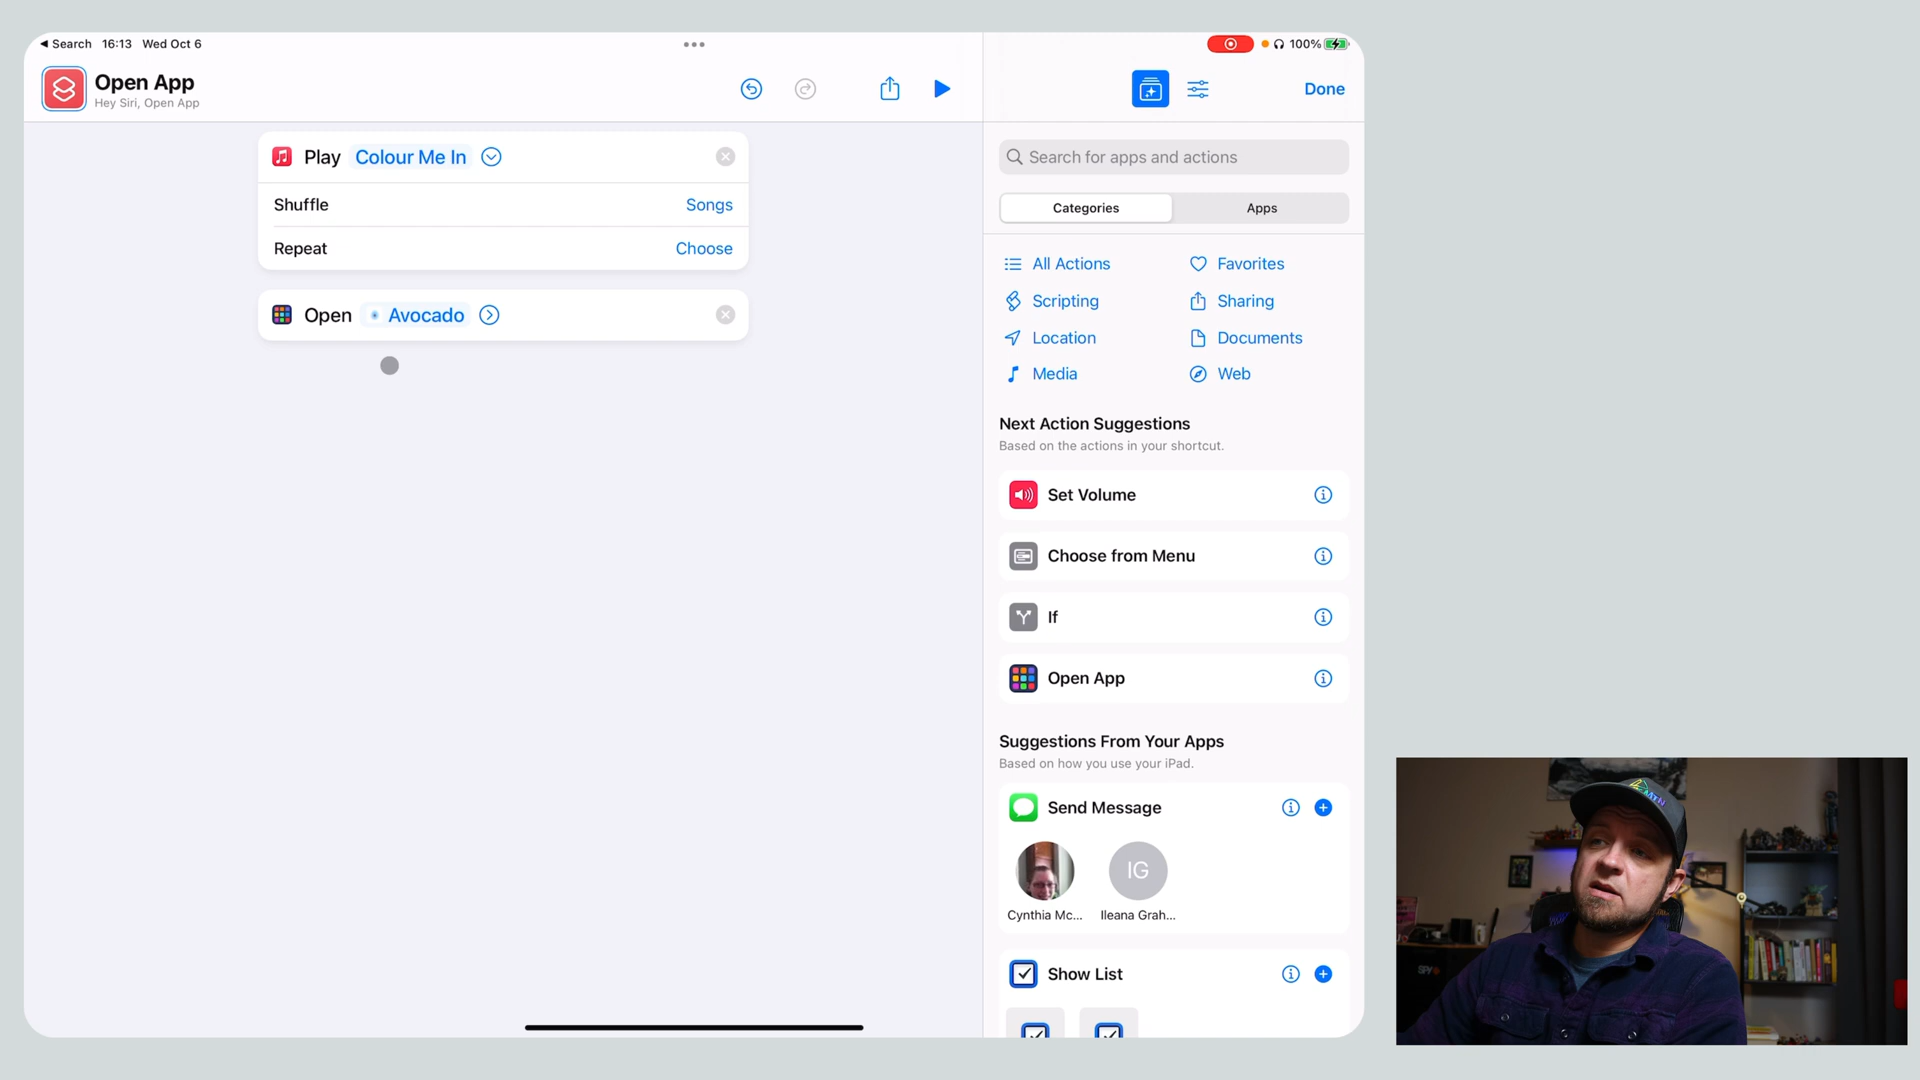 ◀ Search 16:13 Wed Oct 6
100%
Open App
Hey Siri, Open App
Done
Play Colour Me In
Shuffle Songs
Repeat Choose
Open Avocado
Search for apps and actions
Categories Apps
All Actions Favorites
Scripting Sharing
Location Documents
Media Web
Next Action Suggestions
Based on the actions in your shortcut.
Set Volume
Choose from Menu
If
Open App
Suggestions From Your Apps
Based on how you use your iPad.
Send Message
IG
Cynthia Mc... Ileana Grah...
Show List